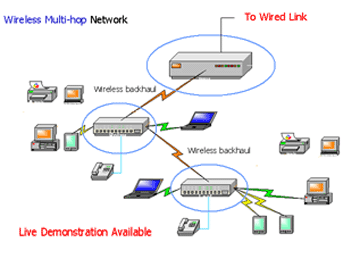 Wireless Multi-hop Network
To Wired Link
Wireless backhaul
Wireless backhaul
Live Demonstration Available